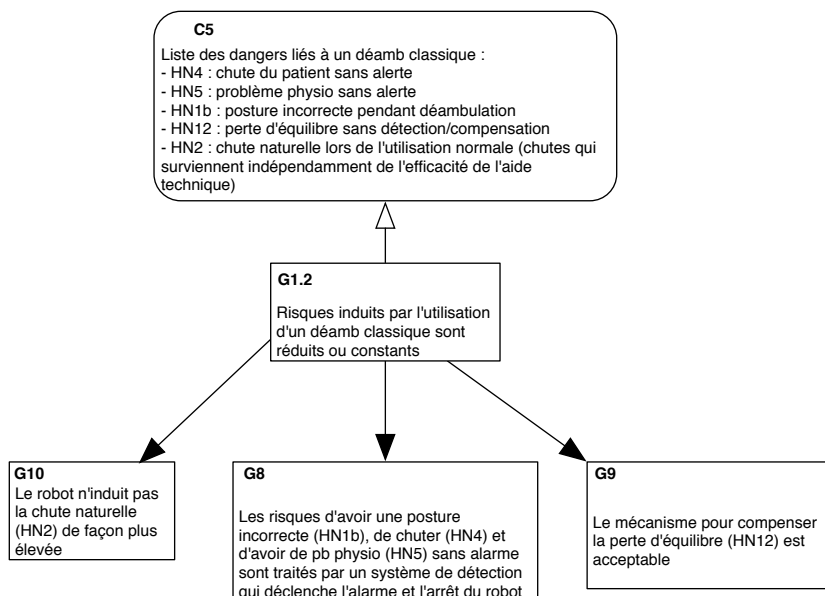 C5
Liste des dangers liés à un déamb classique :
- HN4 : chute du patient sans alerte
- HN5 : problème physio sans alerte
- HN1b : posture incorrecte pendant déambulation
- HN12 : perte d'équilibre sans détection/compensation
- HN2 : chute naturelle lors de l'utilisation normale (chutes qui
surviennent indépendamment de l'efficacité de l'aide
technique)
G1.2
Risques induits par l'utilisation
d'un déamb classique sont
réduits ou constants
G10
Le robot n'induit pas
la chute naturelle
(HN2) de façon plus
élevée
G8
Les risques d'avoir une posture
incorrecte (HN1b), de chuter (HN4) et
d'avoir de pb physio (HN5) sans alarme
sont traités par un système de détection
qui déclenche l'alarme et l'arrêt du robot
G9
Le mécanisme pour compenser
la perte d'équilibre (HN12) est
acceptable